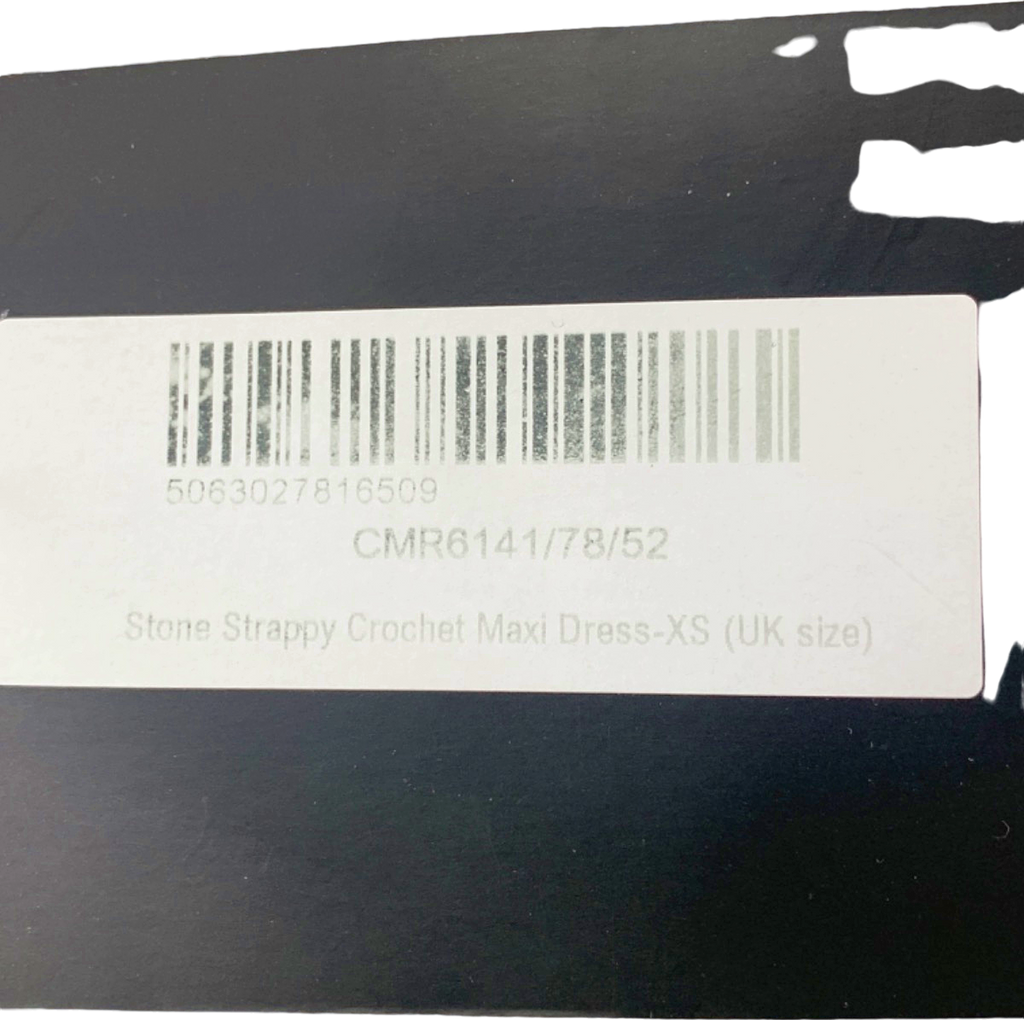 5063027816509
CMR6141/78/52
Stone Strappy Crochet Maxi Dress-XS (UK size)